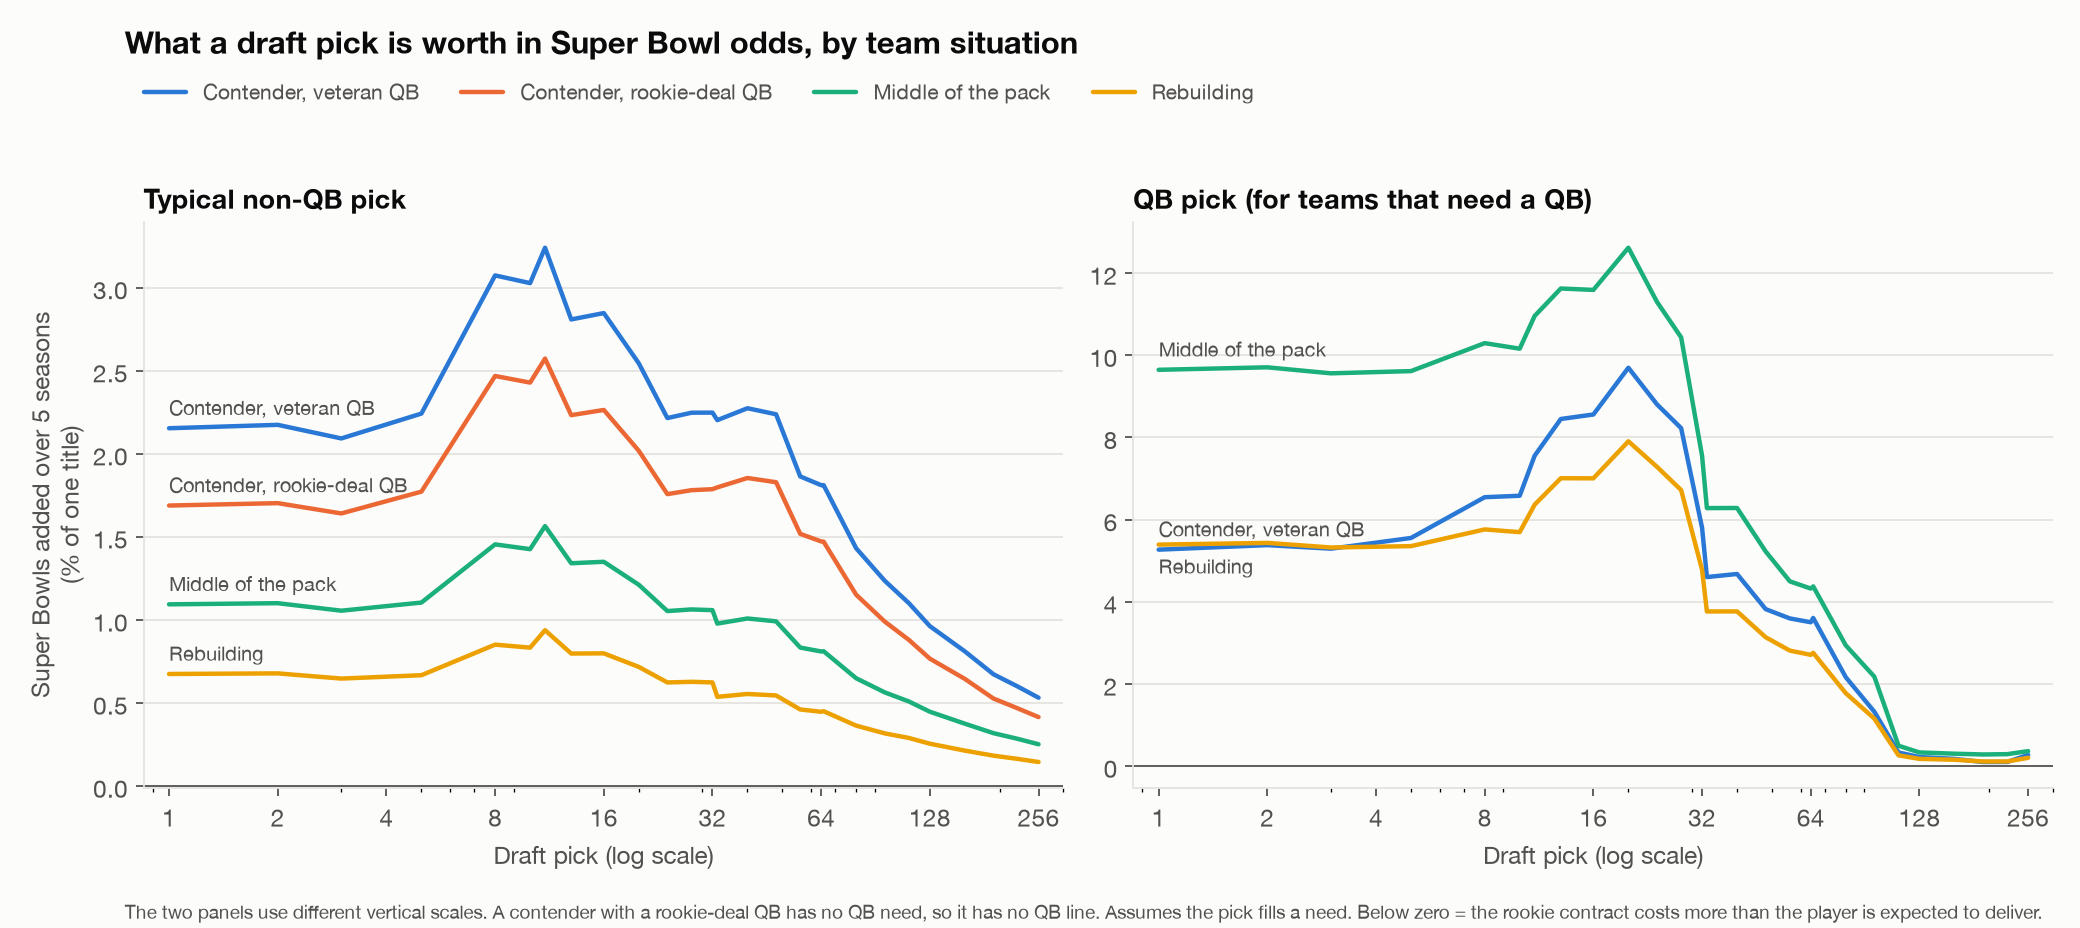 What a draft pick is worth in Super Bowl odds, by team situation
Contender, veteran QB
Contender, rookie-deal QB
Middle of the pack
Rebuilding
Typical non-QB pick
Super Bowls added over 5 seasons
(% of one title)
3.0
2.5
2.0
1.5
1.0
0.5
0.0
Contender, veteran QB
Contender, rookie-deal QB
Middle of the pack
Rebuilding
1 2 4 8 16 32 64 128 256
Draft pick (log scale)
QB pick (for teams that need a QB)
12
10
8
6
4
2
0
Middle of the pack
Contender, veteran QB
Rebuilding
1 2 4 8 16 32 64 128 256
Draft pick (log scale)
The two panels use different vertical scales. A contender with a rookie-deal QB has no QB need, so it has no QB line. Assumes the pick fills a need. Below zero = the rookie contract costs more than the player is expected to deliver.